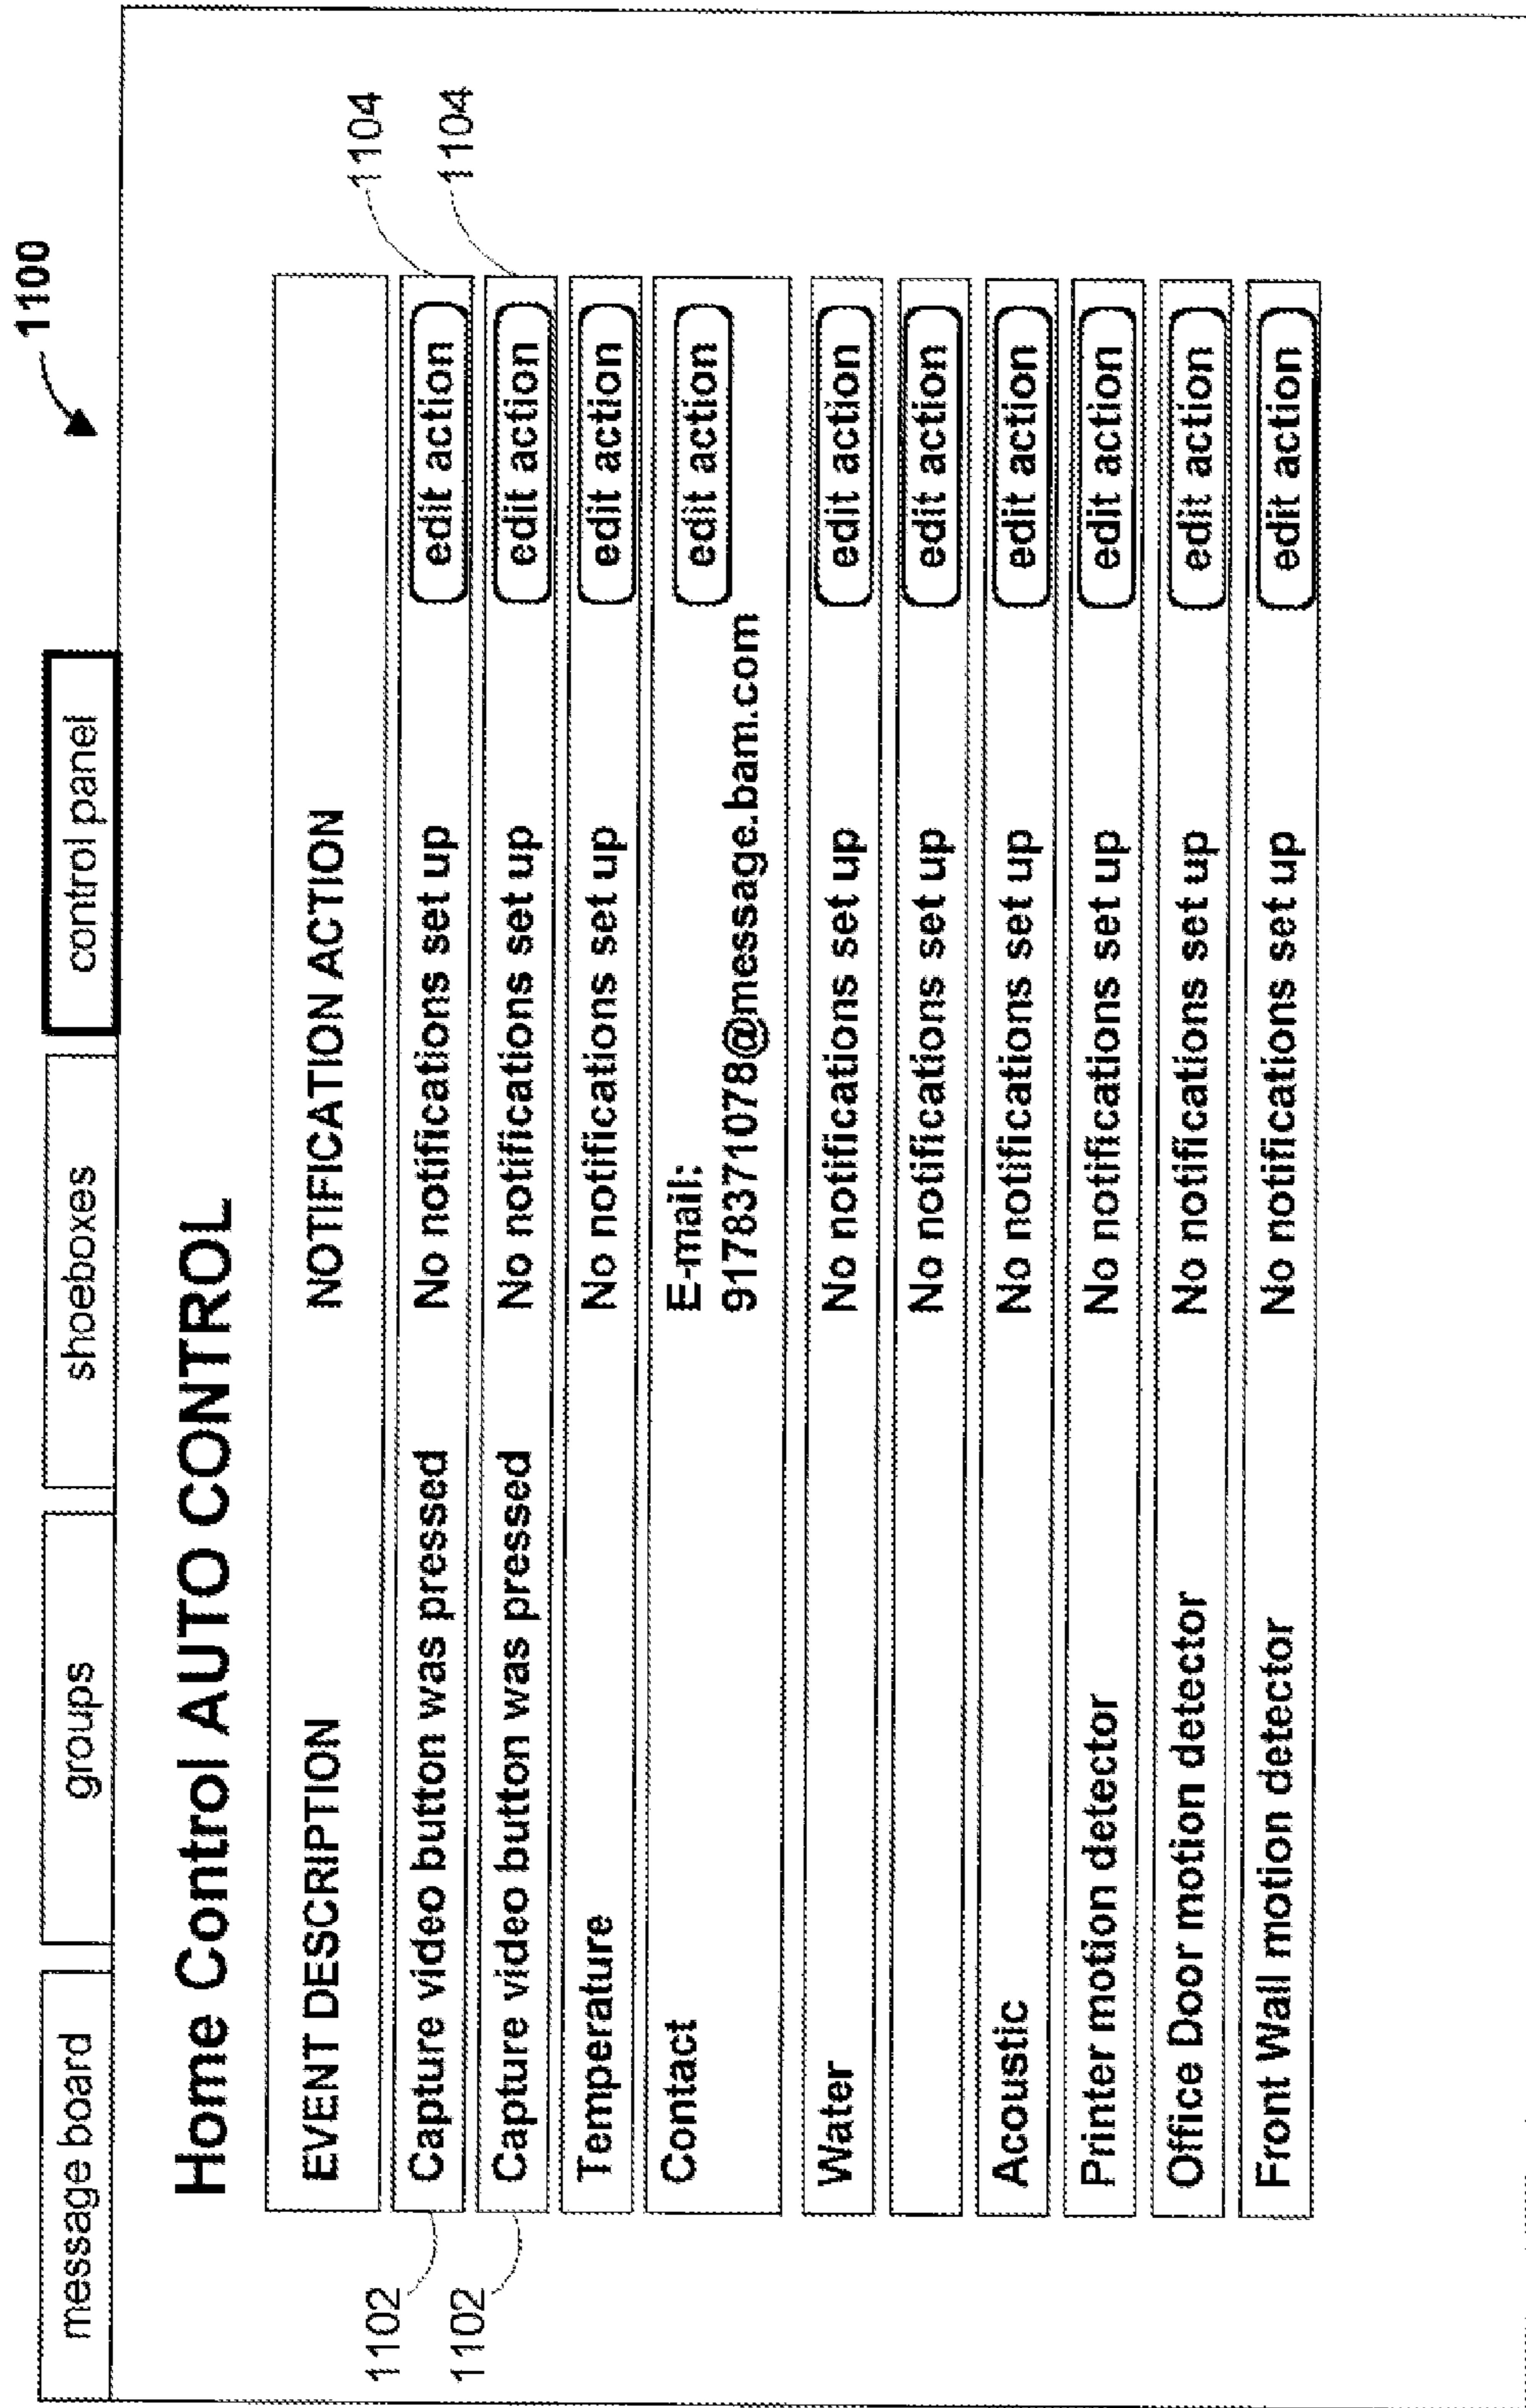 1100
message board groups shoeboxes control panel
Home Control AUTO CONTROL
EVENT DESCRIPTION NOTIFICATION ACTION
1102 Capture video button was pressed No notifications set up edit action 1104
1102 Capture video button was pressed No notifications set up edit action 1104
Temperature No notifications set up edit action
Contact E-mail: edit action
9178371078@message.bam.com
Water No notifications set up edit action
No notifications set up edit action
Acoustic No notifications set up edit action
Printer motion detector No notifications set up edit action
Office Door motion detector No notifications set up edit action
Front Wall motion detector No notifications set up edit action